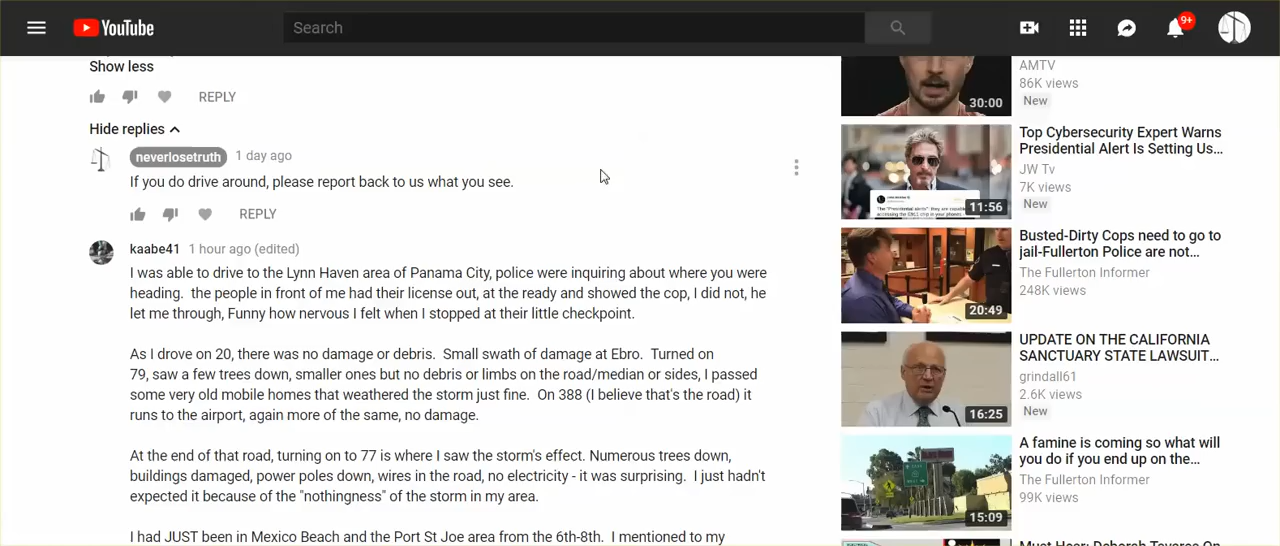 YouTube
Search
9+
Show less
REPLY
Hide replies
neverlosetruth 1 day ago
If you do drive around, please report back to us what you see.
REPLY
kaabe41 1 hour ago (edited)
I was able to drive to the Lynn Haven area of Panama City, police were inquiring about where you were
heading. the people in front of me had their license out, at the ready and showed the cop, I did not, he
let me through, Funny how nervous I felt when I stopped at their little checkpoint.
As I drove on 20, there was no damage or debris. Small swath of damage at Ebro. Turned on
79, saw a few trees down, smaller ones but no debris or limbs on the road/median or sides, I passed
some very old mobile homes that weathered the storm just fine. On 388 (I believe that's the road) it
runs to the airport, again more of the same, no damage.
At the end of that road, turning on to 77 is where I saw the storm's effect. Numerous trees down,
buildings damaged, power poles down, wires in the road, no electricity - it was surprising. I just hadn't
expected it because of the "nothingness" of the storm in my area.
I had JUST been in Mexico Beach and the Port St Joe area from the 6th-8th. I mentioned to my
30:00
AMTV
86K views
New
11:56
Top Cybersecurity Expert Warns
Presidential Alert Is Setting Us...
JW Tv
7K views
New
20:49
Busted-Dirty Cops need to go to
jail-Fullerton Police are not...
The Fullerton Informer
248K views
16:25
UPDATE ON THE CALIFORNIA
SANCTUARY STATE LAWSUIT...
grindall61
2.6K views
New
15:09
A famine is coming so what will
you do if you end up on the...
The Fullerton Informer
99K views